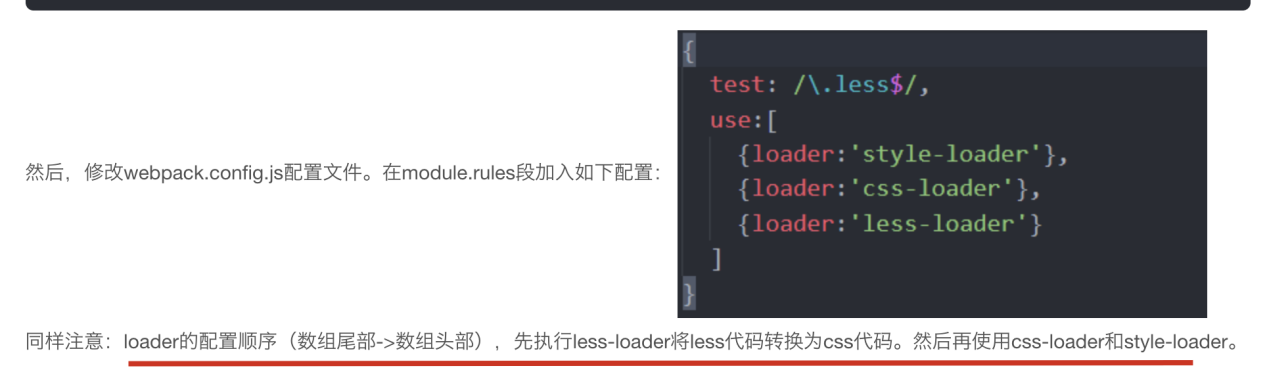 {
test: /\.less$/,
use:[
{loader:'style-loader'},
{loader:'css-loader'},
{loader:'less-loader'}
]
}
然后，修改webpack.config.js配置文件。在module.rules段加入如下配置：
同样注意：loader的配置顺序（数组尾部->数组头部），先执行less-loader将less代码转换为css代码。然后再使用css-loader和style-loader。